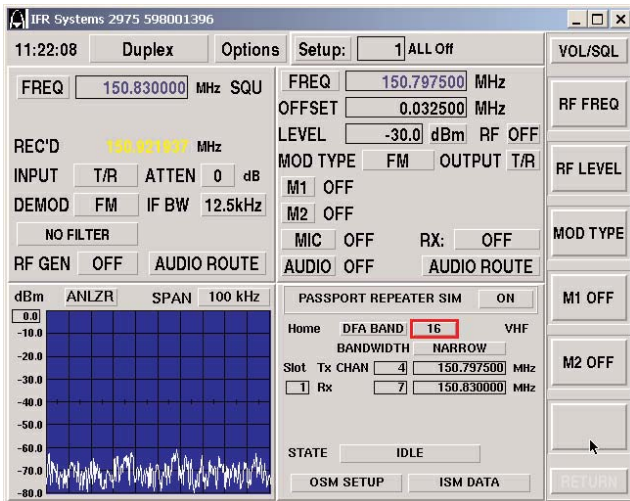 IFR Systems 2975 598001396
11:22:08 Duplex Options Setup: 1 ALL Off VOL/SQL
FREQ 150.830000 MHz SQU
REC'D MHz
INPUT T/R ATTEN 0 dB
DEMOD FM IF BW 12.5kHz
NO FILTER
RF GEN OFF AUDIO ROUTE
FREQ 150.797500 MHz
OFFSET 0.032500 MHz
LEVEL -30.0 dBm RF OFF
MOD TYPE FM OUTPUT T/R
M1 OFF
M2 OFF
MIC OFF RX: OFF
AUDIO OFF AUDIO ROUTE
dBm ANLZR SPAN 100 kHz
0.0
-10.0
-20.0
-30.0
-40.0
-50.0
-60.0
-70.0
-80.0
PASSPORT REPEATER SIM ON
Home DFA BAND 16 VHF
BANDWIDTH NARROW
Slot Tx CHAN 4 150.797500 MHz
1 Rx 7 150.830000 MHz
STATE IDLE
OSM SETUP ISM DATA
RF FREQ
RF LEVEL
MOD TYPE
M1 OFF
M2 OFF
RETURN